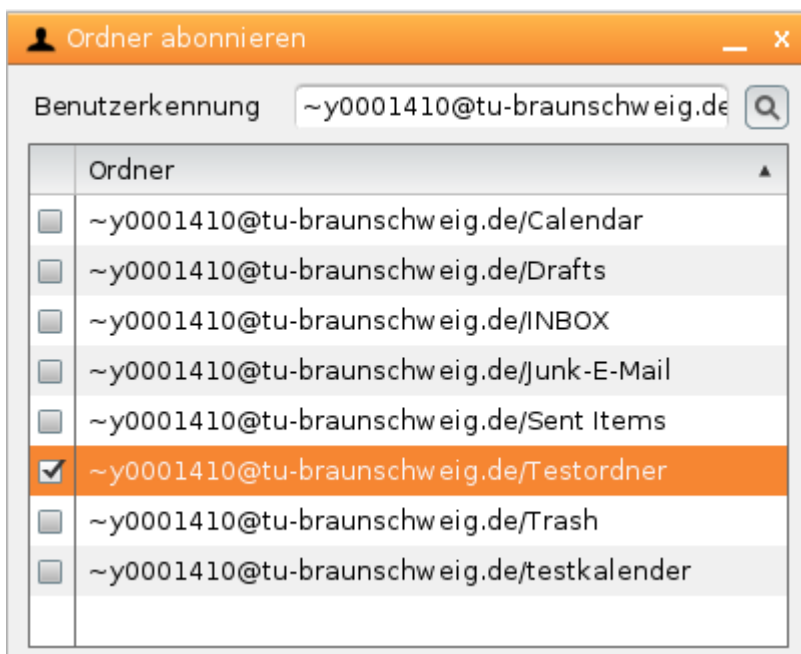 Ordner abonnieren
Benutzerkennung ~y0001410@tu-braunschweig.de
Ordner
~y0001410@tu-braunschweig.de/Calendar
~y0001410@tu-braunschweig.de/Drafts
~y0001410@tu-braunschweig.de/INBOX
~y0001410@tu-braunschweig.de/Junk-E-Mail
~y0001410@tu-braunschweig.de/Sent Items
~y0001410@tu-braunschweig.de/Testordner
~y0001410@tu-braunschweig.de/Trash
~y0001410@tu-braunschweig.de/testkalender